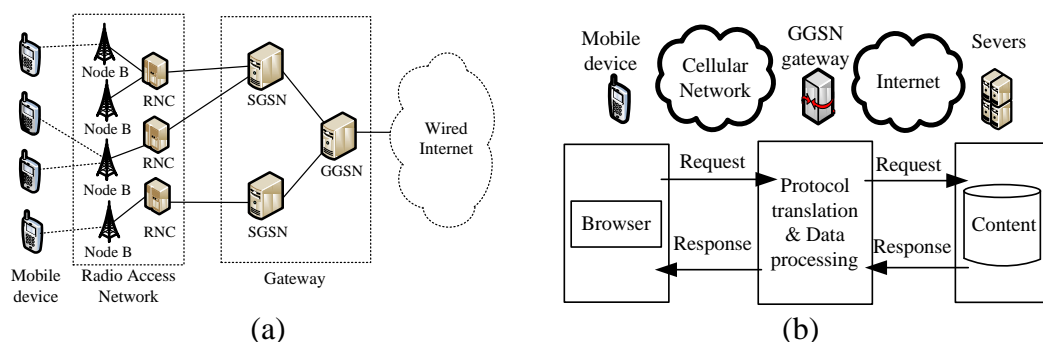 Node B
Node B
Node B
Node B
RNC
RNC
RNC
SGSN
SGSN
GGSN
Wired
Internet
Mobile
device
Radio Access
Network
Gateway
(a)
Mobile
device
Cellular
Network
GGSN
gateway
Internet
Severs
Browser
Request
Response
Protocol
translation
& Data
processing
Request
Response
Content
(b)